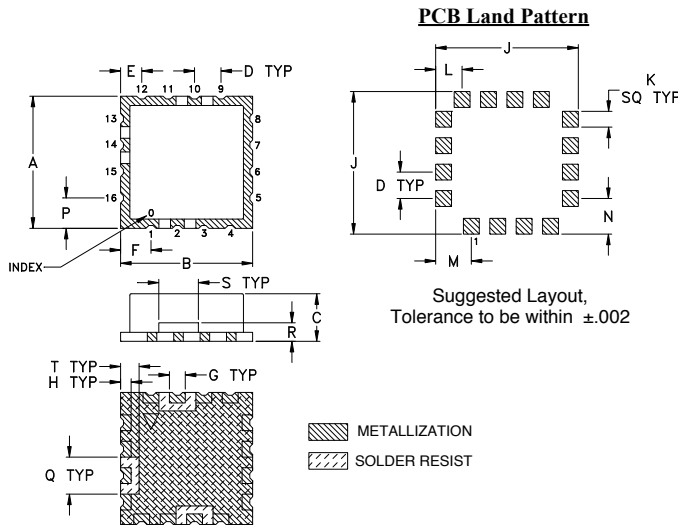 PCB Land Pattern
E
D TYP
12 11 10 9
13
14
15
16
8
7
6
5
A
P
0
1 2 3 4
F
B
INDEX
J
L
K
SQ TYP
J
D TYP
N
M
1
Suggested Layout,
Tolerance to be within ±.002
S TYP
C
R
T TYP
H TYP
G TYP
Q TYP
METALLIZATION
SOLDER RESIST